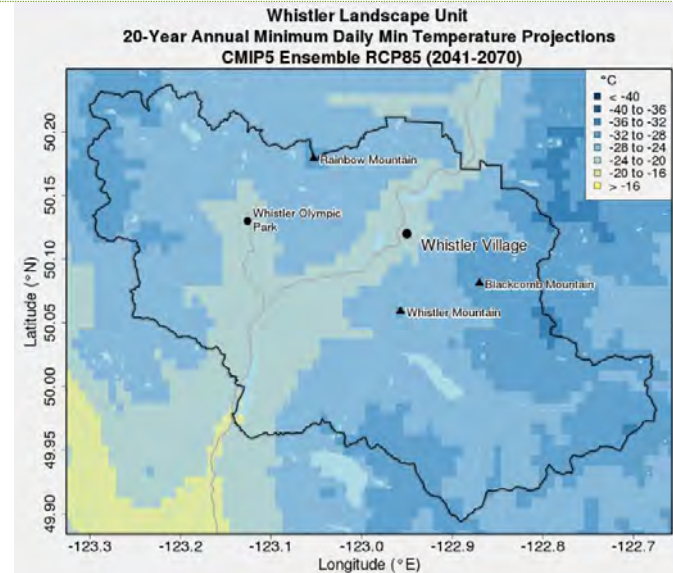 Whistler Landscape Unit
20-Year Annual Minimum Daily Min Temperature Projections
CMIP5 Ensemble RCP85 (2041-2070)
°C
< -40
-40 to -36
-36 to -32
-32 to -28
-28 to -24
-24 to -20
-20 to -16
> -16
Rainbow Mountain
Whistler Olympic
Park
Whistler Village
Blackcomb Mountain
Whistler Mountain
Latitude (°N)
50.20
50.15
50.10
50.05
50.00
49.95
49.90
-123.3
-123.2
-123.1
-123.0
-122.9
-122.8
-122.7
Longitude (°E)